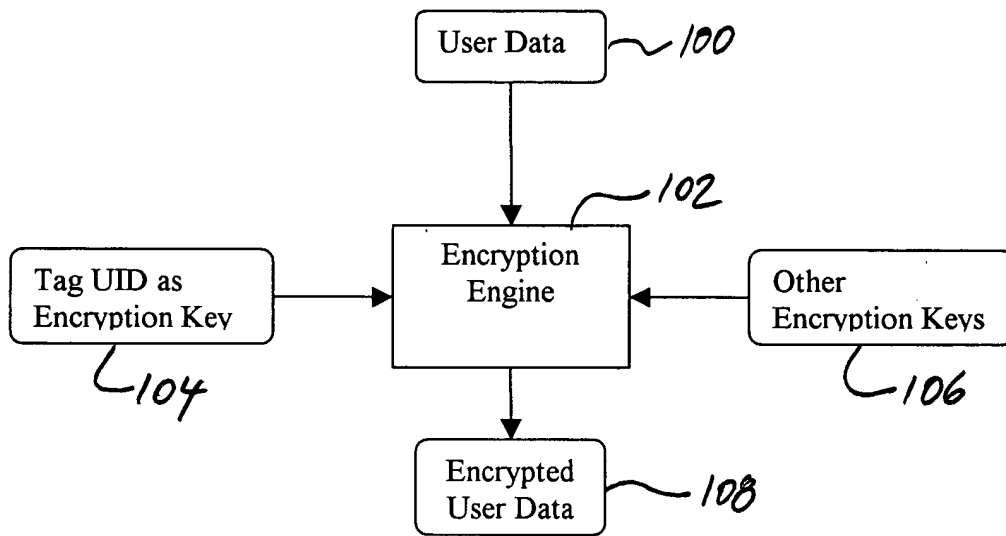 User Data
100
102
Encryption
Engine
Tag UID as
Encryption Key
104
Other
Encryption Keys
106
Encrypted
User Data
108